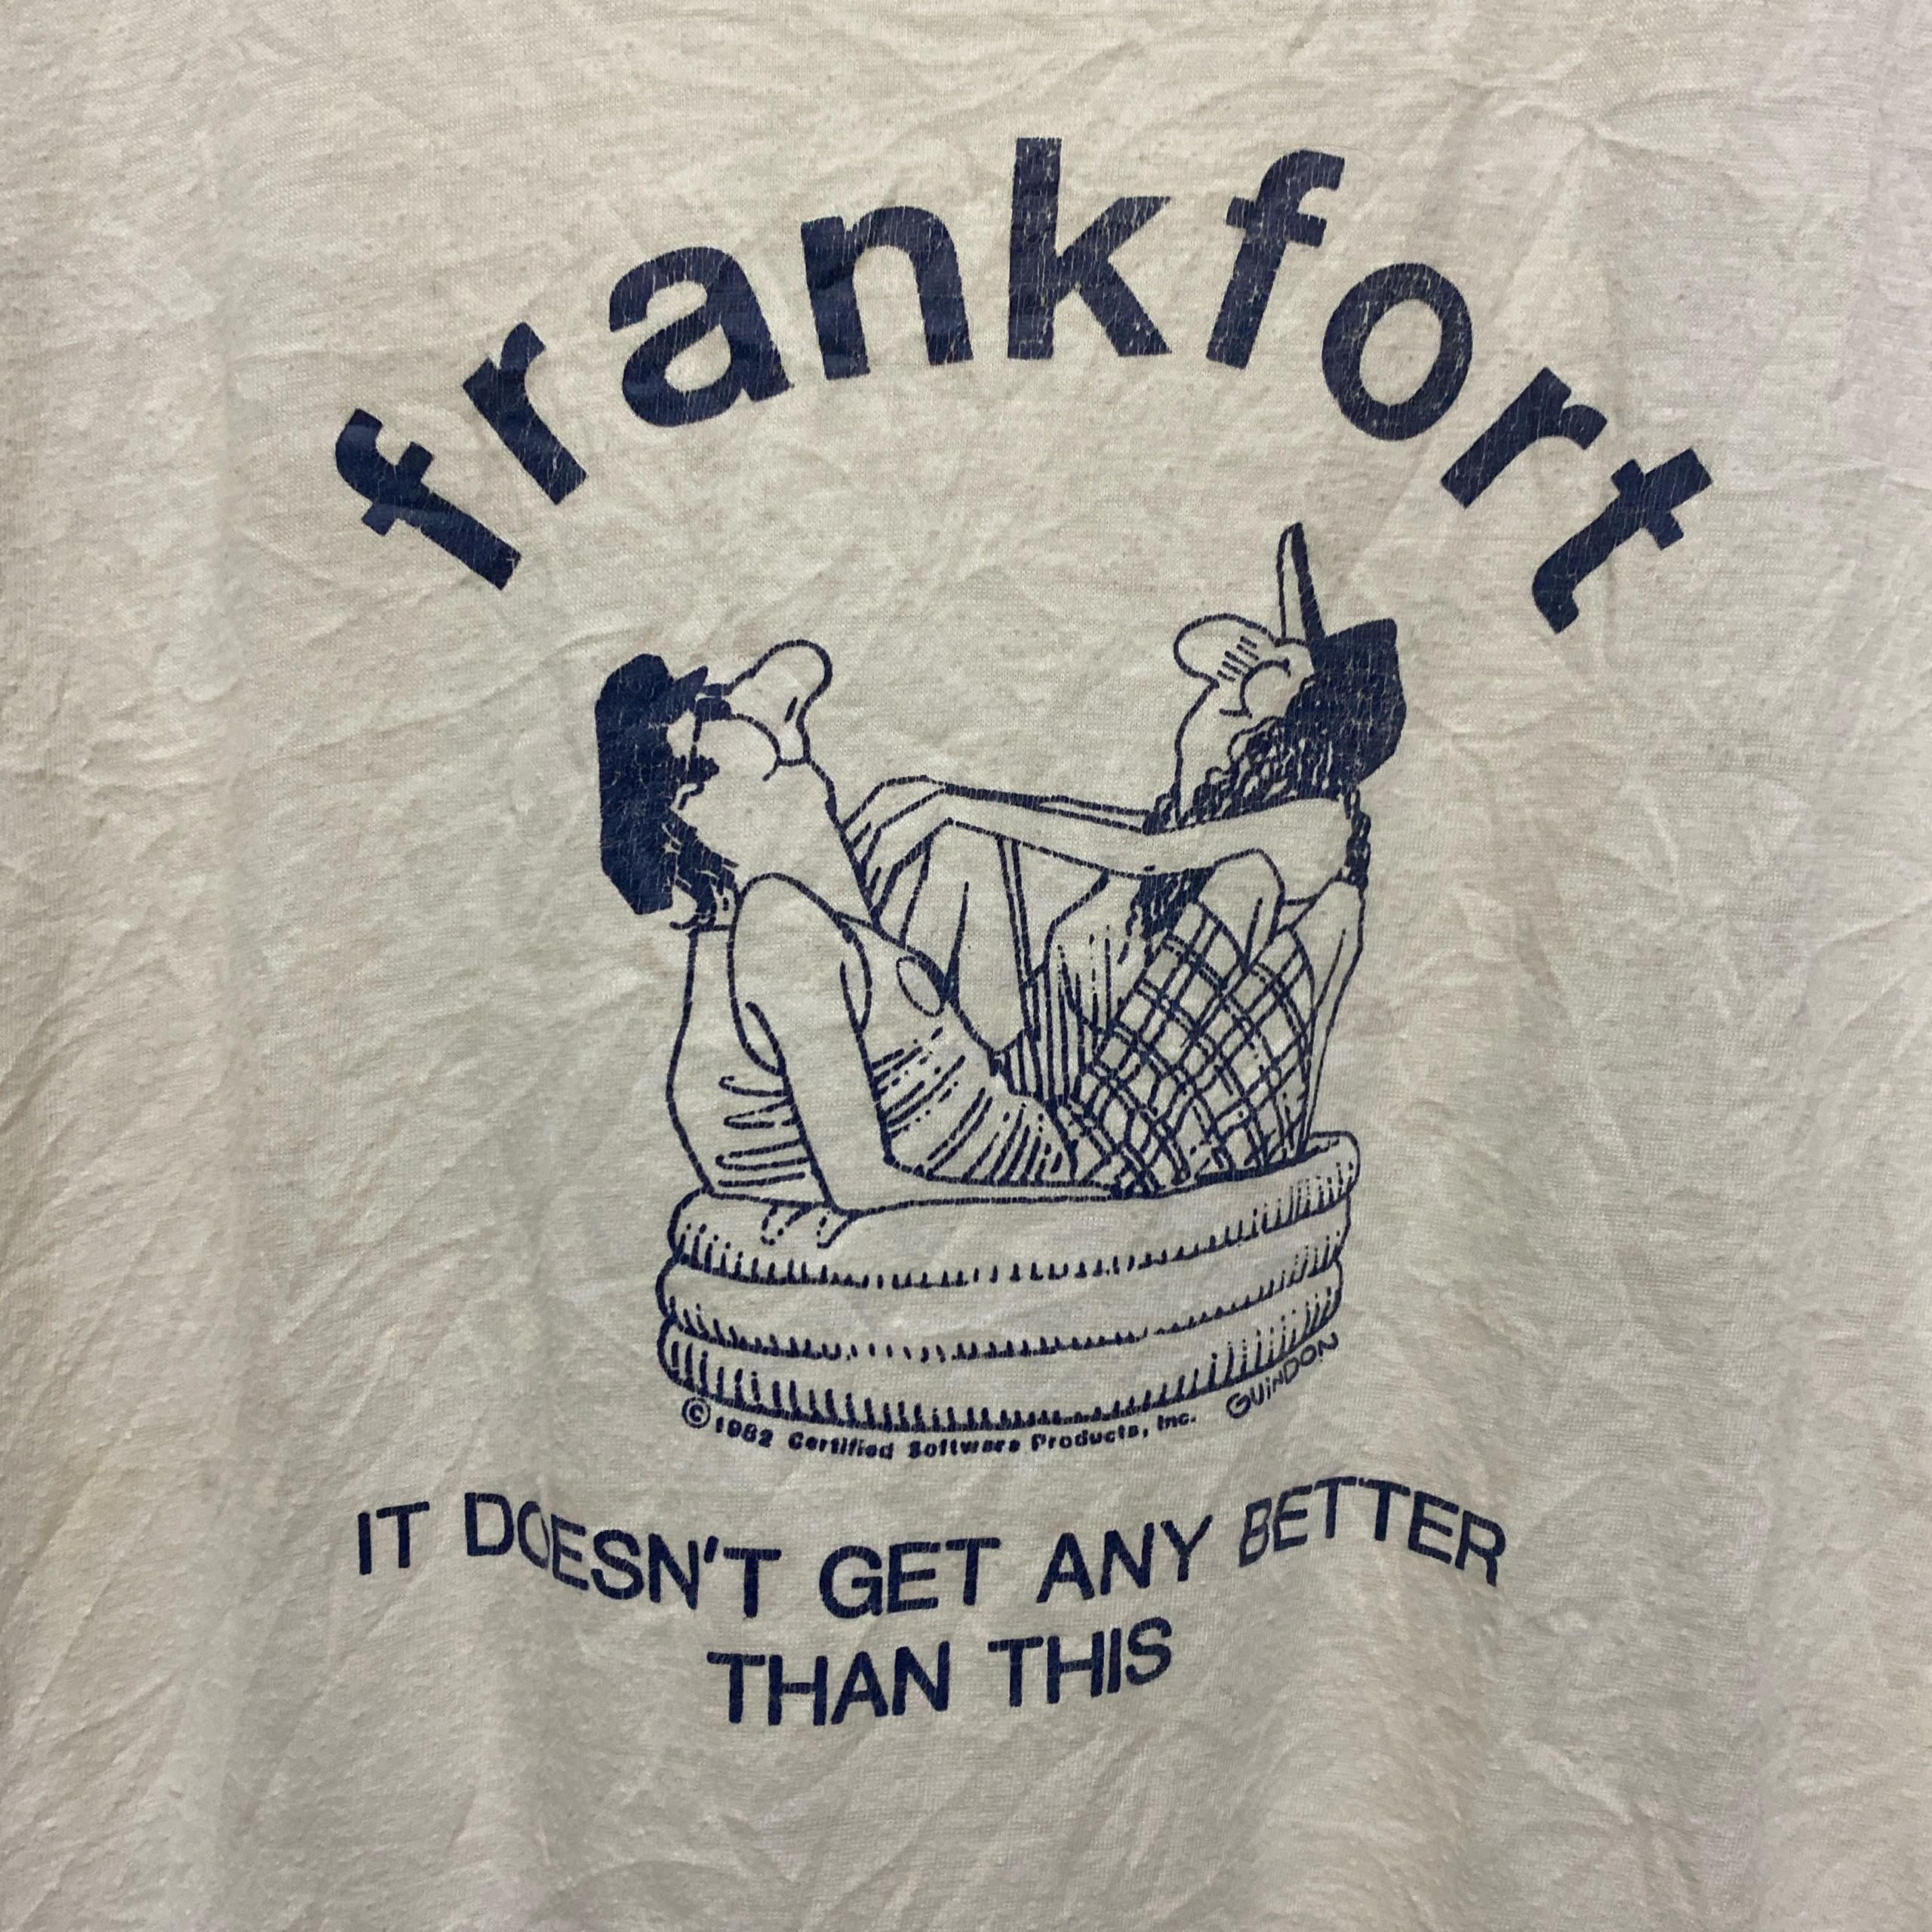 frankfort
GUiNDON
©1982 Certified Software Products, Inc.
IT DOESN'T GET ANY BETTER
THAN THIS